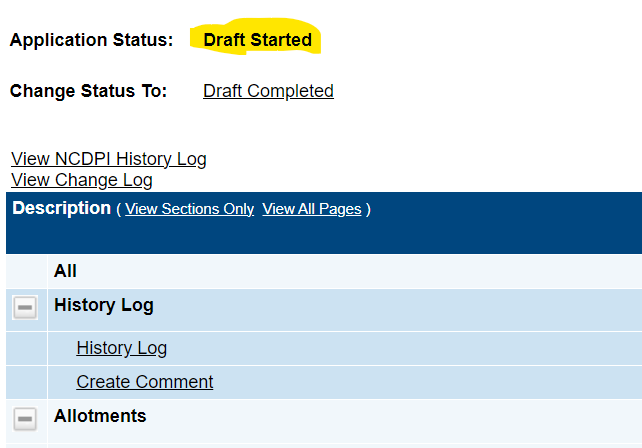 Application Status: Draft Started
Change Status To: Draft Completed
View NCDPI History Log
View Change Log
Description ( View Sections Only View All Pages )
All
History Log
History Log
Create Comment
Allotments